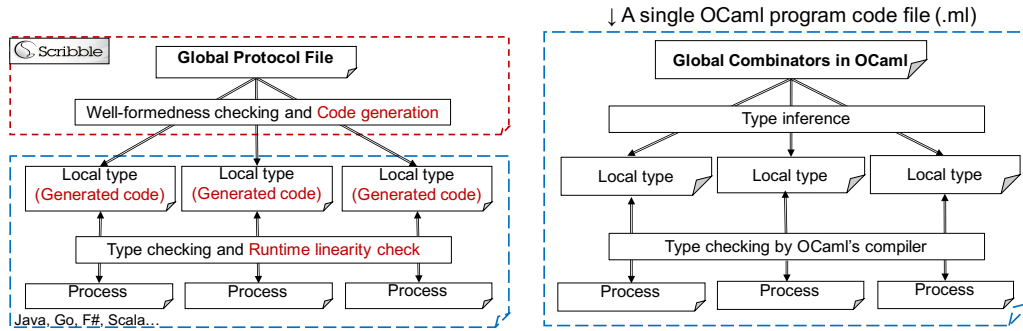 Scribble
Global Protocol File
Well-formedness checking and Code generation
Local type
(Generated code)
Local type
(Generated code)
Local type
(Generated code)
Type checking and Runtime linearity check
Process
Process
Process
Java, Go, F#, Scala…
↓ A single OCaml program code file (.ml)
Global Combinators in OCaml
Type inference
Local type
Local type
Local type
Type checking by OCaml's compiler
Process
Process
Process